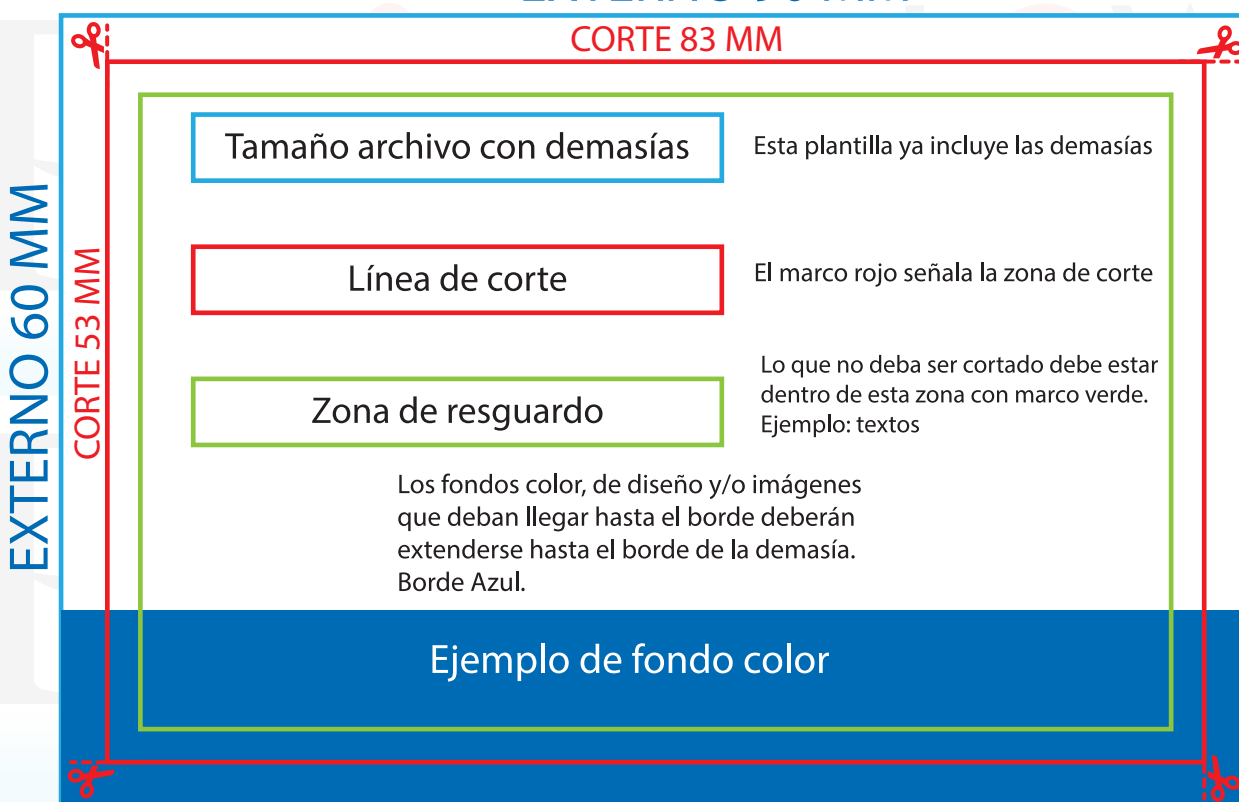 CORTE 83 MM
EXTERNO 60 MM
CORTE 53 MM
Tamaño archivo con demasías
Esta plantilla ya incluye las demasías
Línea de corte
El marco rojo señala la zona de corte
Zona de resguardo
Lo que no deba ser cortado debe estar
dentro de esta zona con marco verde.
Ejemplo: textos
Los fondos color, de diseño y/o imágenes
que deban llegar hasta el borde deberán
extenderse hasta el borde de la demasía.
Borde Azul.
Ejemplo de fondo color